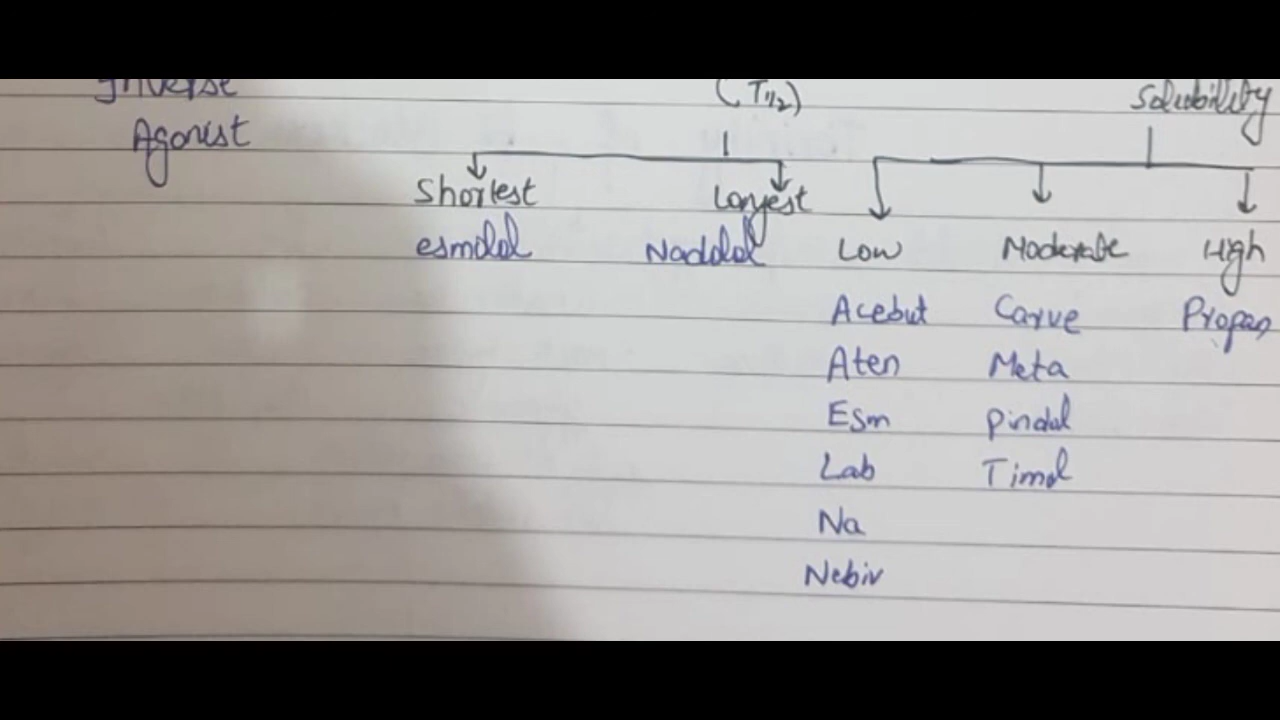 Inverse
Agonist
(T1/2)
Solubility
Shortest
Longest
esmolol
Nadolol
Low
Moderate
High
Acebut
Carve
Propan
Aten
Meta
Esm
Pindol
Lab
Timol
Na
Nebiv